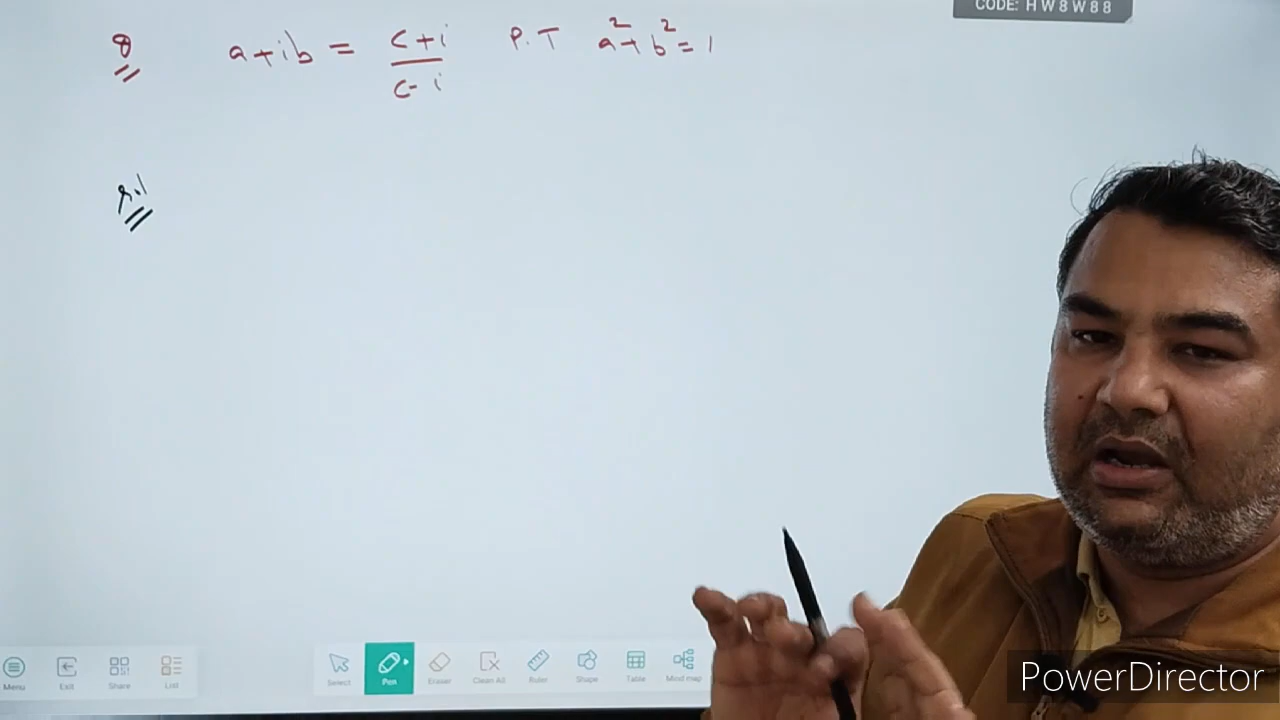 CODE: HW8W88
Q a+ib = c+i / c-i P.T a²+b²=1
Sol
Menu Exit Share List Select Pen Eraser Clean All Ruler Shape Table Mind map
PowerDirector